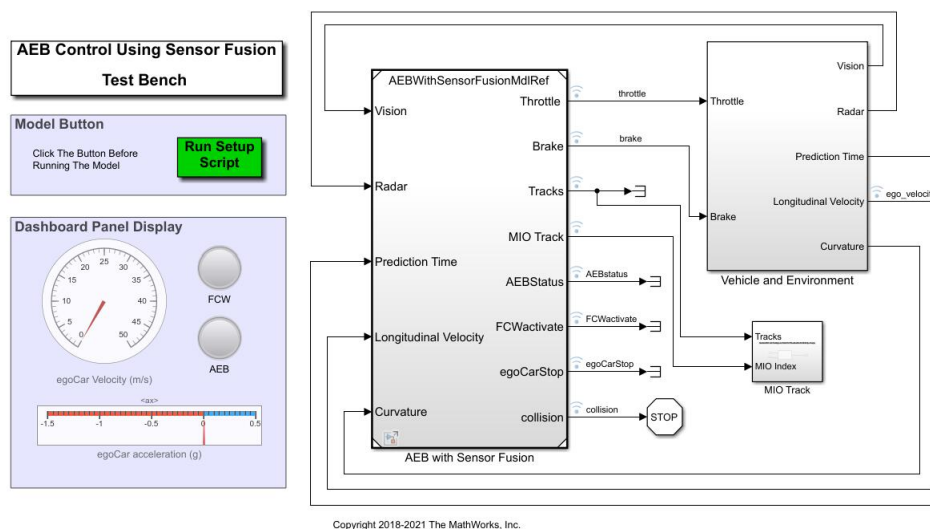 AEB Control Using Sensor Fusion
Test Bench
Model Button
Click The Button Before
Running The Model
Run Setup
Script
Dashboard Panel Display
0
5
10
15
20
25
30
35
40
45
50
egoCar Velocity (m/s)
FCW
AEB
<ax>
-1.5
-1
-0.5
0
0.5
egoCar acceleration (g)
AEBWithSensorFusionMdlRef
Vision
Radar
Prediction Time
Longitudinal Velocity
Curvature
Throttle
Brake
Tracks
MIO Track
AEBStatus
FCWactivate
egoCarStop
collision
AEB with Sensor Fusion
throttle
brake
AEBstatus
FCWactivate
egoCarStop
collision
STOP
Throttle
Brake
Vision
Radar
Prediction Time
Longitudinal Velocity
Curvature
Vehicle and Environment
ego_velocit
Tracks
MIO Index
MIO Track
Copyright 2018-2021 The MathWorks, Inc.